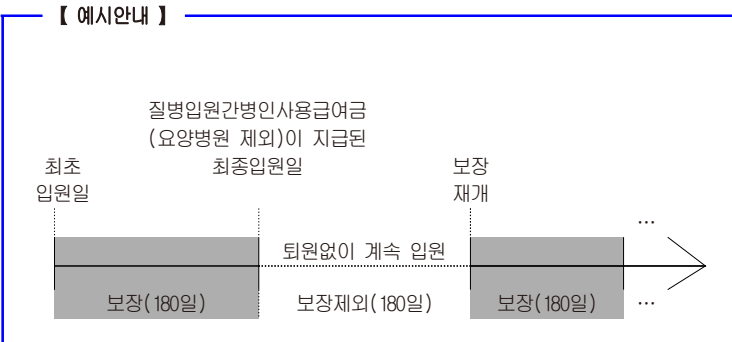 【 예시안내 】
질병입원간병인사용급여금
(요양병원 제외)이 지급된
최초
입원일
최종입원일
보장
재개
...
퇴원없이 계속 입원
보장(180일)
보장제외(180일)
보장(180일)
...